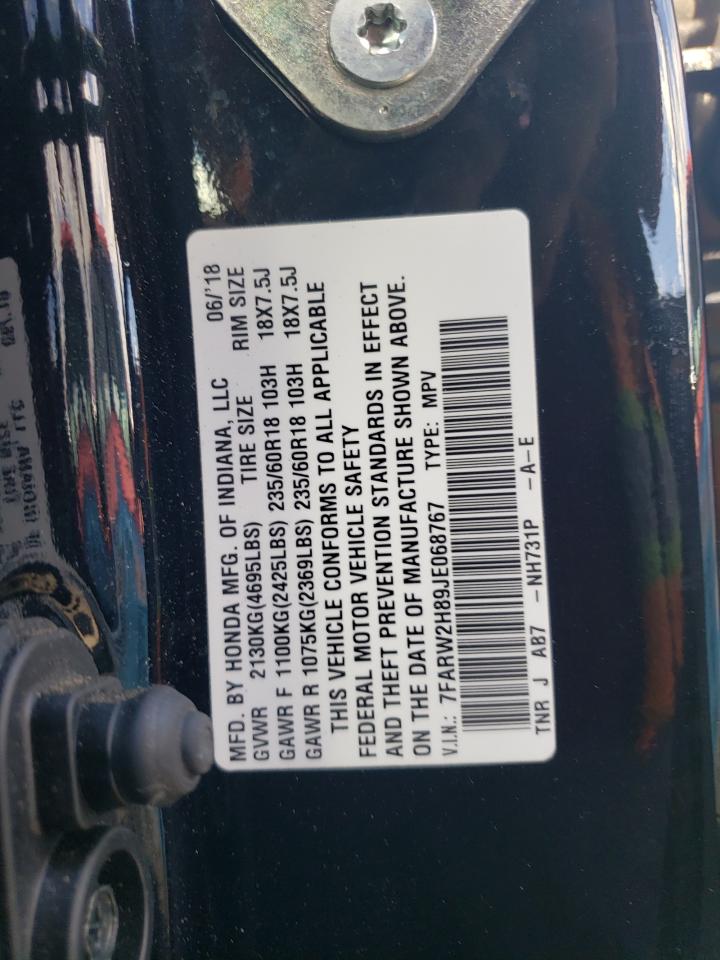 MFD. BY HONDA MFG. OF INDIANA, LLC 06/'18
GVWR 2130KG(4695LBS) TIRE SIZE RIM SIZE
GAWR F 1100KG(2425LBS) 235/60R18 103H 18X7.5J
GAWR R 1075KG(2369LBS) 235/60R18 103H 18X7.5J
THIS VEHICLE CONFORMS TO ALL APPLICABLE
FEDERAL MOTOR VEHICLE SAFETY
AND THEFT PREVENTION STANDARDS IN EFFECT
ON THE DATE OF MANUFACTURE SHOWN ABOVE.
V.I.N.: 7FARW2H89JE068767 TYPE: MPV
TNR J AB7 -NH731P -A-E